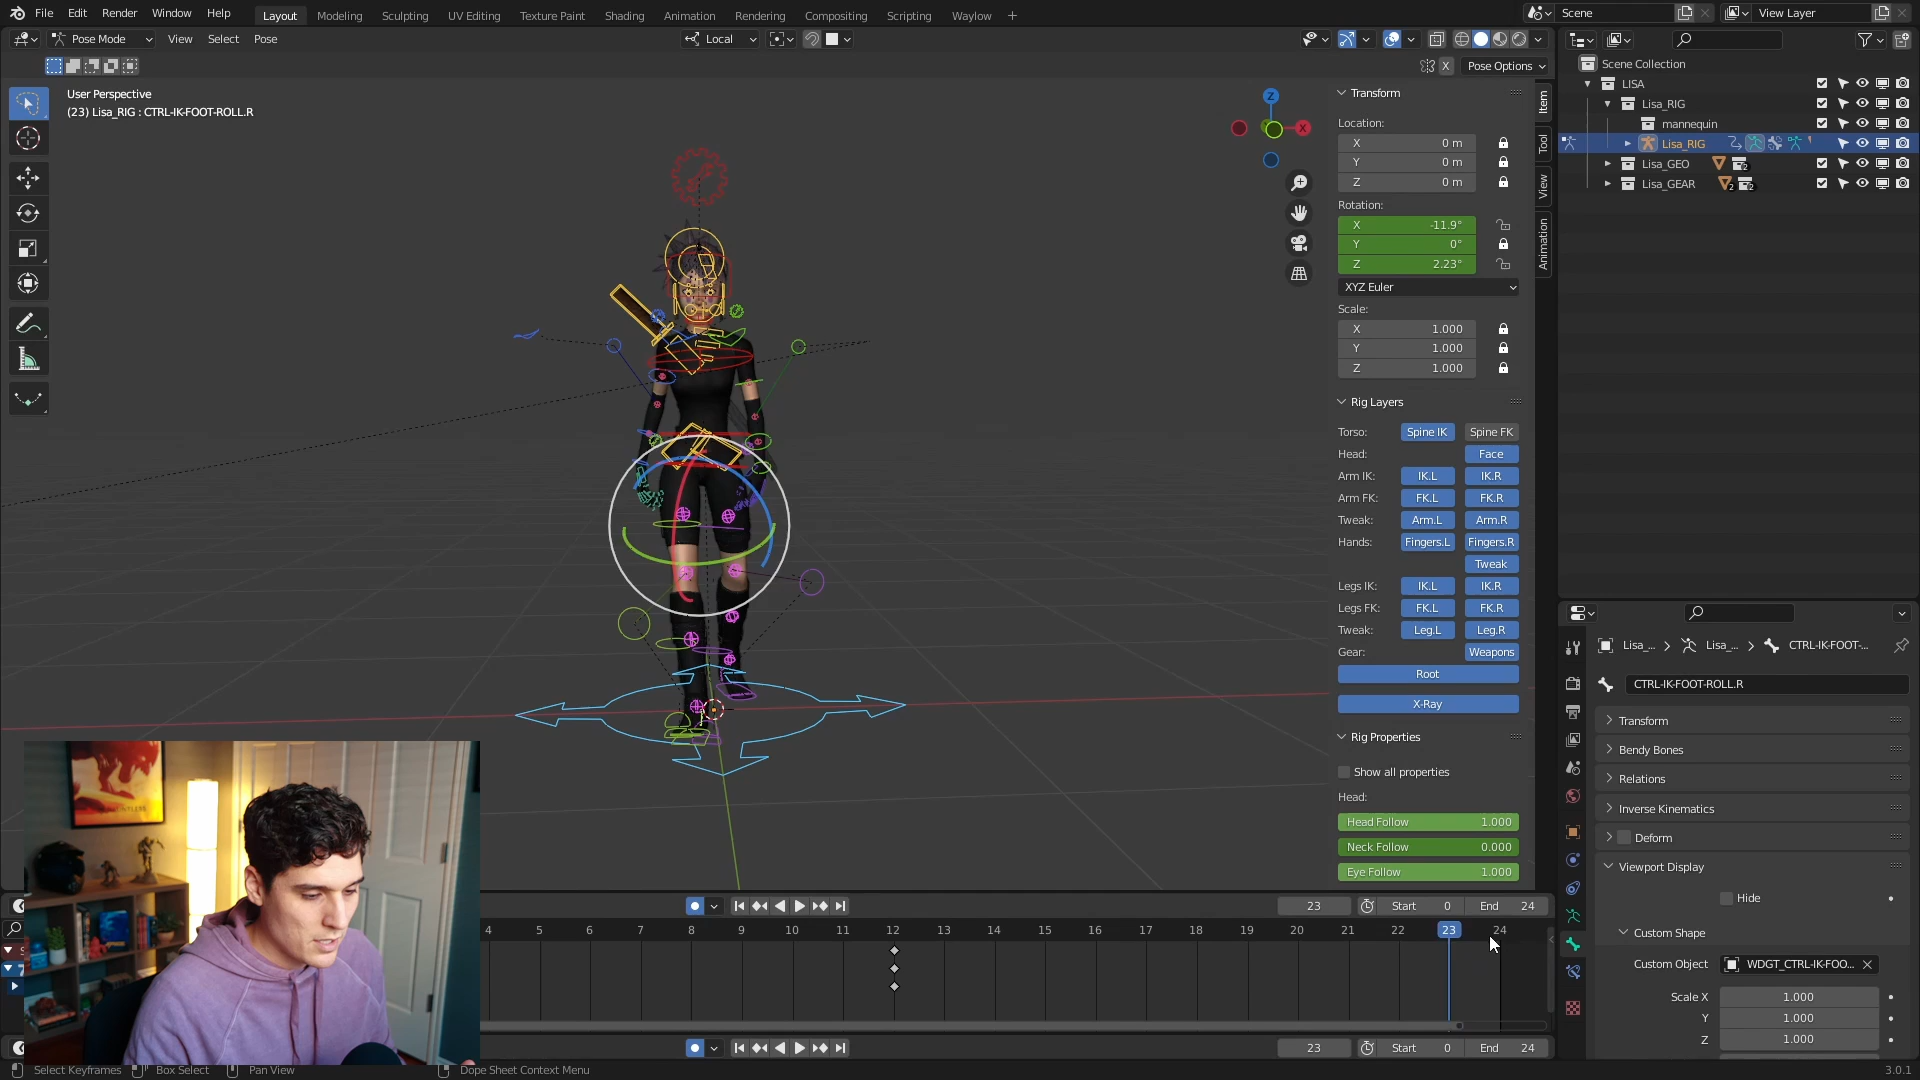 File Edit Render Window Help Layout Modeling Sculpting UV Editing Texture Paint Shading Animation Rendering Compositing Scripting Waylow + Scene View Layer
Pose Mode View Select Pose Local
X Pose Options
User Perspective
(23) Lisa_RIG : CTRL-IK-FOOT-ROLL.R
Z
X
Transform
Location:
X 0 m
Y 0 m
Z 0 m
Rotation:
X -11.9°
Y 0°
Z 2.23°
XYZ Euler
Scale:
X 1.000
Y 1.000
Z 1.000
Rig Layers
Torso: Spine IK Spine FK
Head: Face
Arm IK: IK.L IK.R
Arm FK: FK.L FK.R
Tweak: Arm.L Arm.R
Hands: Fingers.L Fingers.R
Tweak
Legs IK: IK.L IK.R
Legs FK: FK.L FK.R
Tweak: Leg.L Leg.R
Gear: Weapons
Root
X-Ray
Rig Properties
Show all properties
Head:
Head Follow 1.000
Neck Follow 0.000
Eye Follow 1.000
Item
Tool
View
Animation
Scene Collection
LISA
Lisa_RIG
mannequin
Lisa_RIG
Lisa_GEO 2
Lisa_GEAR 2 2
Lisa_... Lisa_... CTRL-IK-FOOT-...
CTRL-IK-FOOT-ROLL.R
Transform
Bendy Bones
Relations
Inverse Kinematics
Deform
Viewport Display
Hide
Custom Shape
Custom Object WDGT_CTRL-IK-FOO...
Scale X 1.000
Y 1.000
Z 1.000
23 Start 0 End 24
4 5 6 7 8 9 10 11 12 13 14 15 16 17 18 19 20 21 22 23 24
23 Start 0 End 24
Select Keyframes Box Select Pan View Dope Sheet Context Menu 3.0.1